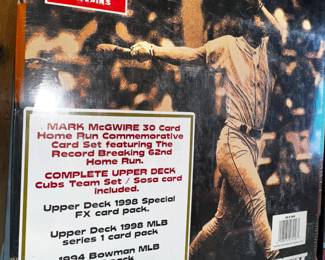 MARK McGWIRE 30 Card
Home Run Commemorative
Card Set featuring The
Record Breaking 62nd
Home Run.
COMPLETE UPPER DECK
Cubs Team Set / Sosa card
included.
Upper Deck 1998 Special
FX card pack.
Upper Deck 1998 MLB
series 1 card pack
1994 Bowman MLB